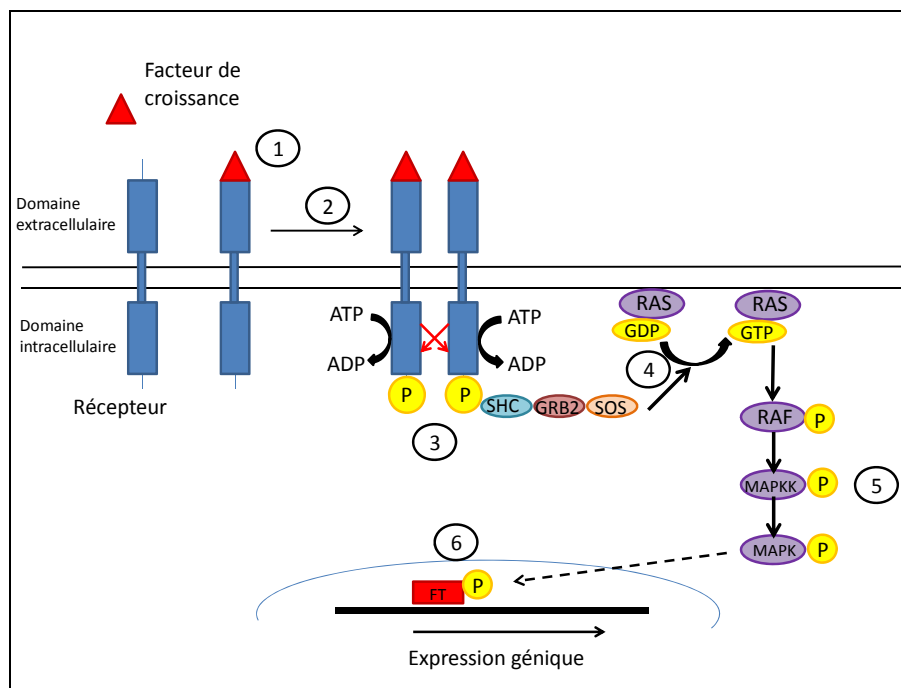 Facteur de
croissance
1
2
Domaine
extracellulaire
Domaine
intracellulaire
Récepteur
ATP
ADP
ATP
ADP
P
P
SHC
GRB2
SOS
3
RAS
GDP
4
RAS
GTP
RAF
P
MAPKK
P
5
MAPK
P
6
FT
P
Expression génique